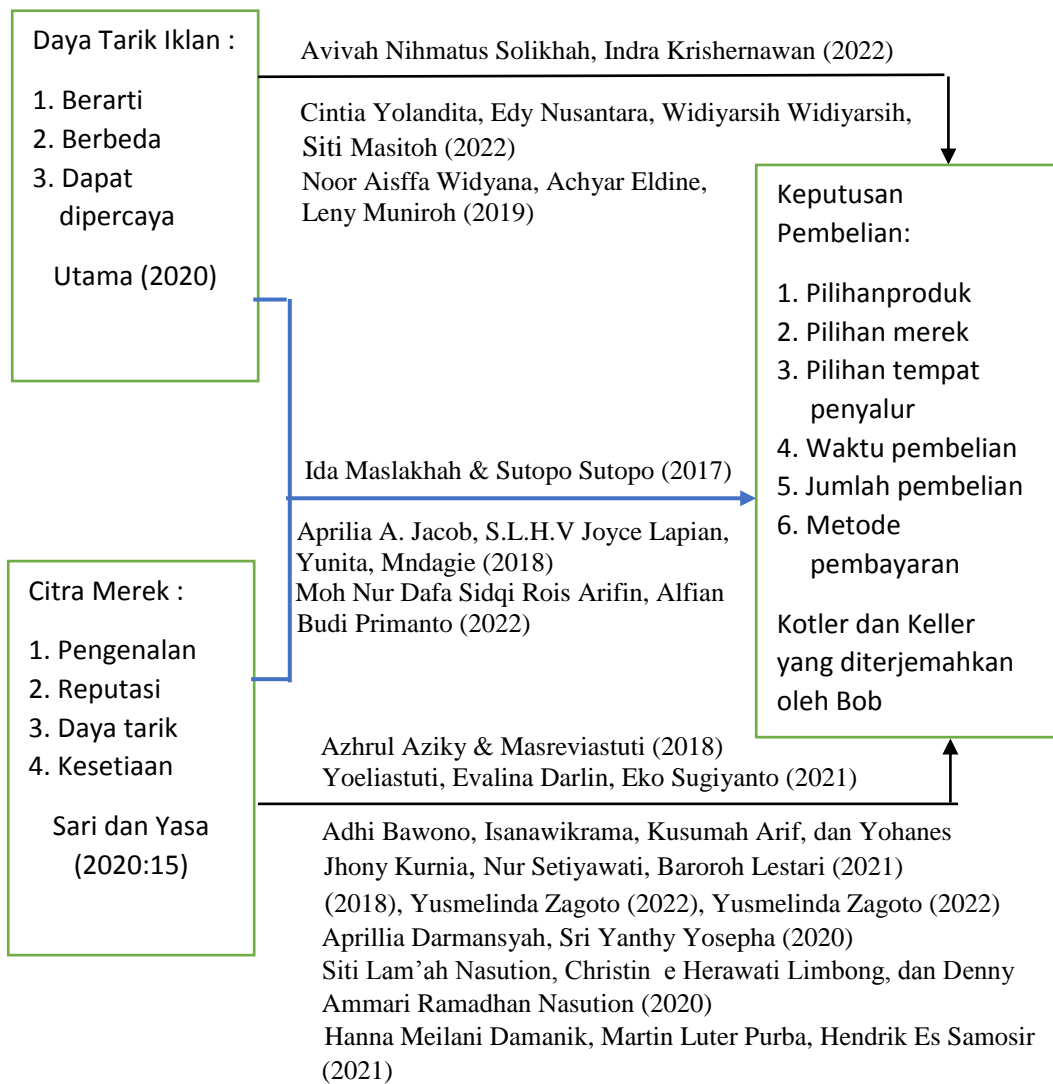 Daya Tarik Iklan :
1. Berarti
2. Berbeda
3. Dapat
dipercaya
Utama (2020)
Avivah Nihmatus Solikhah, Indra Krishernawan (2022)
Cintia Yolandita, Edy Nusantara, Widiyarsih Widiyarsih,
Siti Masitoh (2022)
Noor Aisffa Widyana, Achyar Eldine,
Leny Muniroh (2019)
Keputusan
Pembelian:
1. Pilihanproduk
2. Pilihan merek
3. Pilihan tempat
penyalur
4. Waktu pembelian
5. Jumlah pembelian
6. Metode
pembayaran
Kotler dan Keller
yang diterjemahkan
oleh Bob
Ida Maslakhah & Sutopo Sutopo (2017)
Aprilia A. Jacob, S.L.H.V Joyce Lapian,
Yunita, Mndagie (2018)
Moh Nur Dafa Sidqi Rois Arifin, Alfian
Budi Primanto (2022)
Citra Merek :
1. Pengenalan
2. Reputasi
3. Daya tarik
4. Kesetiaan
Sari dan Yasa
(2020:15)
Azhrul Aziky & Masreviastuti (2018)
Yoeliastuti, Evalina Darlin, Eko Sugiyanto (2021)
Adhi Bawono, Isanawikrama, Kusumah Arif, dan Yohanes
Jhony Kurnia, Nur Setiyawati, Baroroh Lestari (2021)
(2018), Yusmelinda Zagoto (2022), Yusmelinda Zagoto (2022)
Aprillia Darmansyah, Sri Yanthy Yosepha (2020)
Siti Lam’ah Nasution, Christin e Herawati Limbong, dan Denny
Ammari Ramadhan Nasution (2020)
Hanna Meilani Damanik, Martin Luter Purba, Hendrik Es Samosir
(2021)